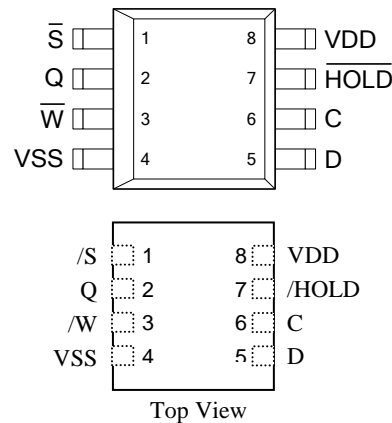 S̅ 1 8 VDD
Q 2 7 H̅O̅L̅D̅
W̅ 3 6 C
VSS 4 5 D
/S 1 8 VDD
Q 2 7 /HOLD
/W 3 6 C
VSS 4 5 D
Top View